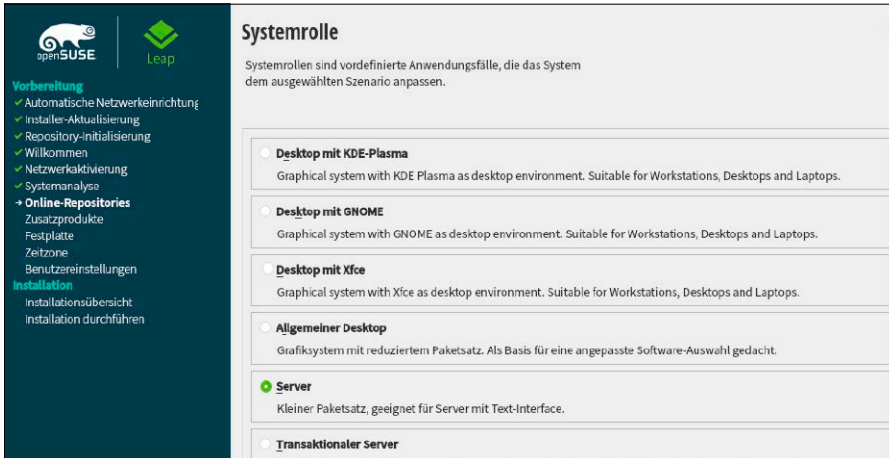 openSUSE
Leap
Vorbereitung
Automatische Netzwerkeinrichtung
Installer-Aktualisierung
Repository-Initialisierung
Willkommen
Netzwerkaktivierung
Systemanalyse
Online-Repositories
Zusatzprodukte
Festplatte
Zeitzone
Benutzereinstellungen
Installation
Installationsübersicht
Installation durchführen
Systemrolle
Systemrollen sind vordefinierte Anwendungsfälle, die das System
dem ausgewählten Szenario anpassen.
Desktop mit KDE-Plasma
Graphical system with KDE Plasma as desktop environment. Suitable for Workstations, Desktops and Laptops.
Desktop mit GNOME
Graphical system with GNOME as desktop environment. Suitable for Workstations, Desktops and Laptops.
Desktop mit Xfce
Graphical system with Xfce as desktop environment. Suitable for Workstations, Desktops and Laptops.
Allgemeiner Desktop
Grafiksystem mit reduziertem Paketsatz. Als Basis für eine angepasste Software-Auswahl gedacht.
Server
Kleiner Paketsatz, geeignet für Server mit Text-Interface.
Transaktionaler Server